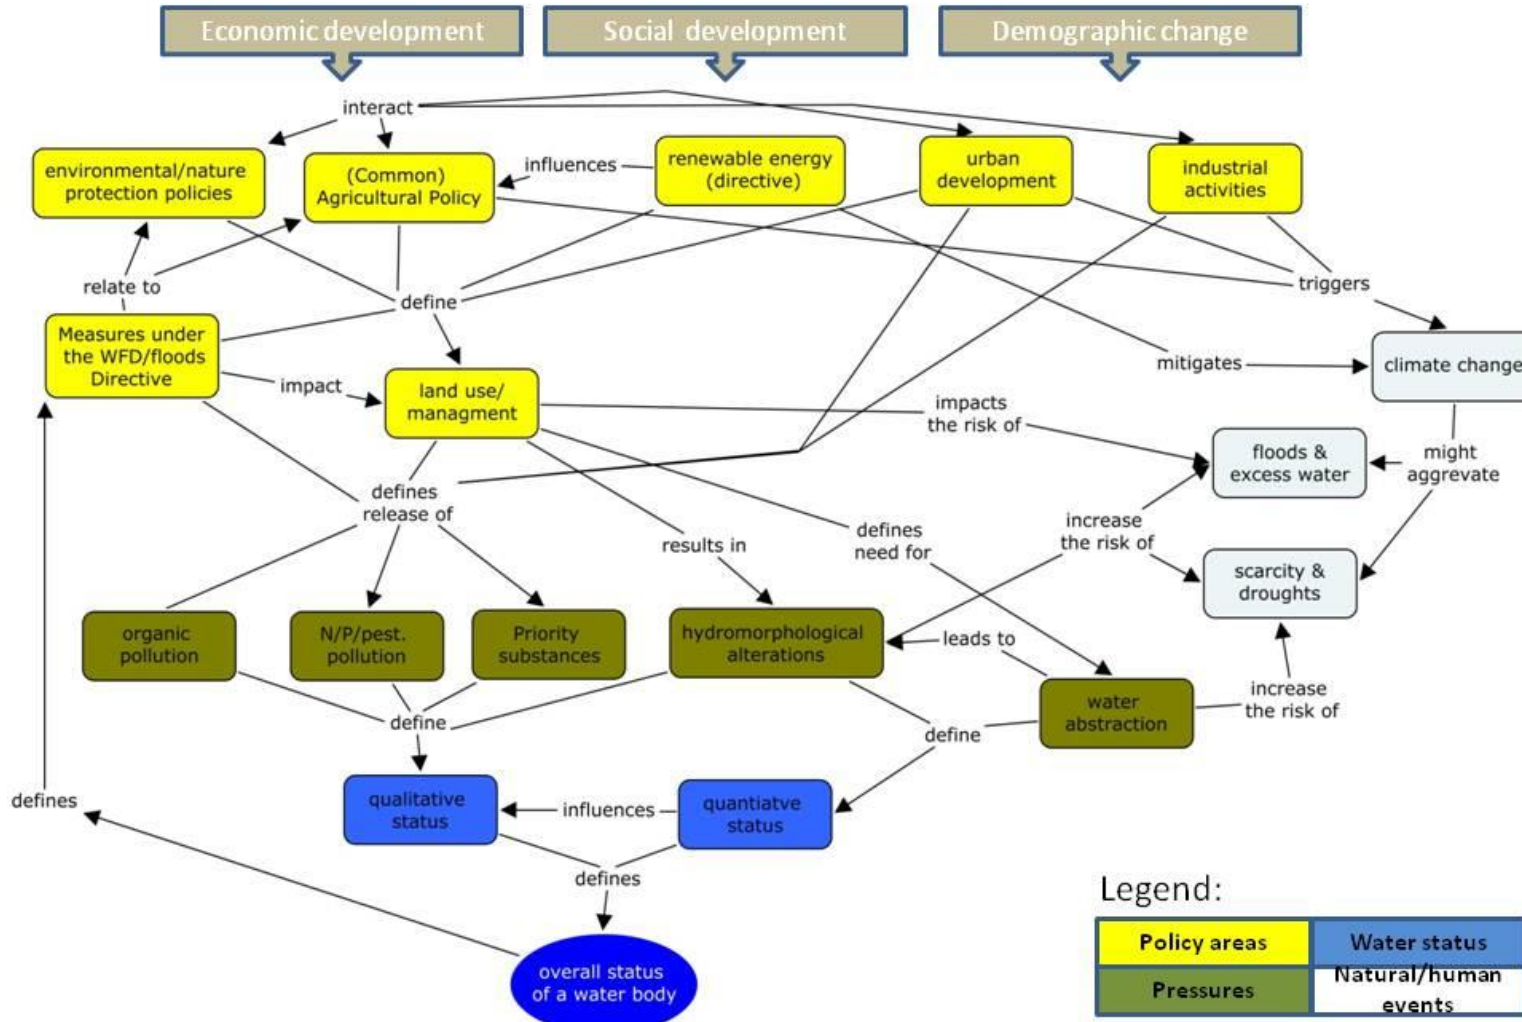 Economic development
Social development
Demographic change
interact
environmental/nature
protection policies
(Common)
Agricultural Policy
influences
renewable energy
(directive)
urban
development
industrial
activities
relate to
define
triggers
Measures under
the WFD/floods
Directive
impact
land use/
managment
mitigates
climate change
impacts
the risk of
floods &
excess water
might
aggrevate
defines
release of
results in
defines
need for
increase
the risk of
scarcity &
droughts
organic
pollution
N/P/pest.
pollution
Priority
substances
hydromorphological
alterations
leads to
water
abstraction
increase
the risk of
define
define
defines
qualitative
status
influences
quantiatve
status
defines
overall status
of a water body
Legend:
Policy areas
Water status
Pressures
Natural/human
events